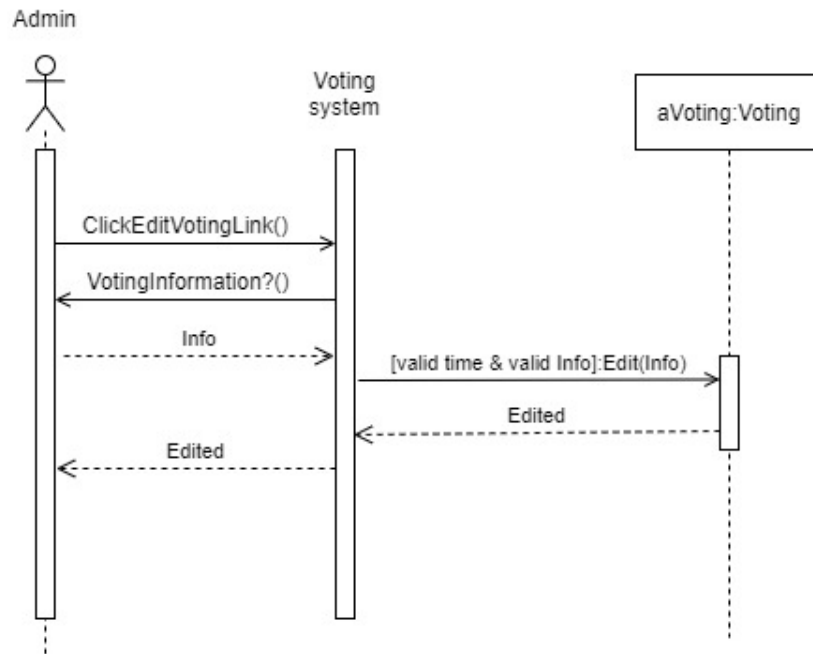 Admin
Voting
system
aVoting:Voting
ClickEditVotingLink()
VotingInformation?()
Info
[valid time & valid Info]:Edit(Info)
Edited
Edited